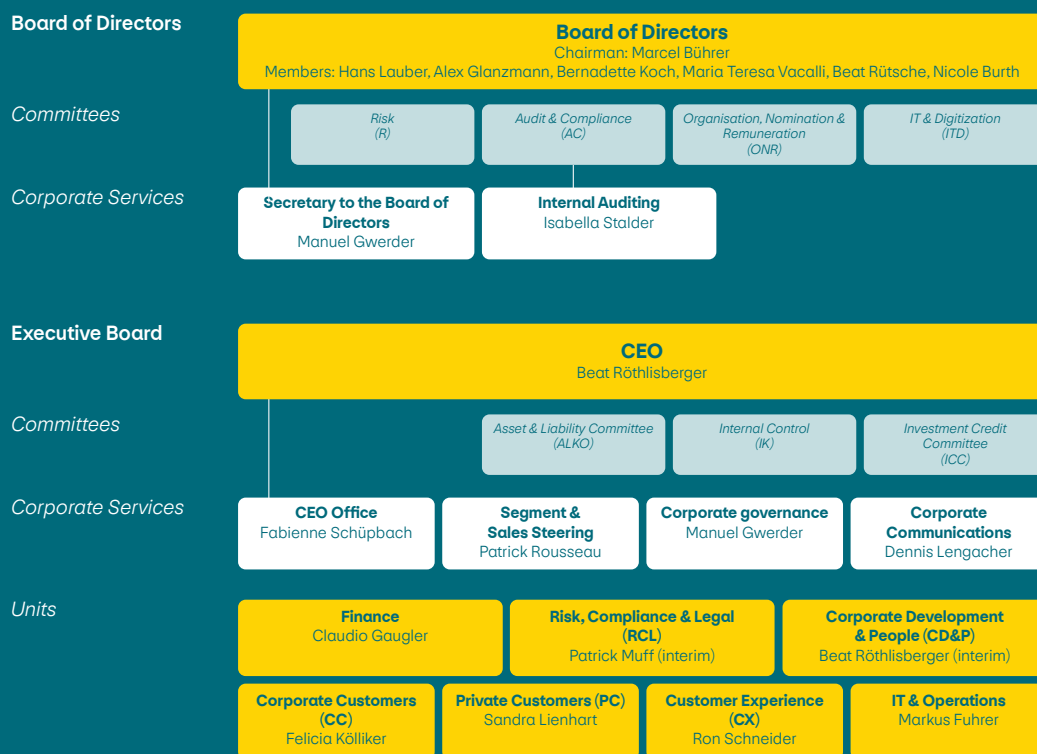 Board of Directors
Board of Directors
Chairman: Marcel Bührer
Members: Hans Lauber, Alex Glanzmann, Bernadette Koch, Maria Teresa Vacalli, Beat Rütsche, Nicole Burth
Committees
Risk
(R)
Audit & Compliance
(AC)
Organisation, Nomination &
Remuneration
(ONR)
IT & Digitization
(ITD)
Corporate Services
Secretary to the Board of
Directors
Manuel Gwerder
Internal Auditing
Isabella Stalder
Executive Board
CEO
Beat Röthlisberger
Committees
Asset & Liability Committee
(ALKO)
Internal Control
(IK)
Investment Credit
Committee
(ICC)
Corporate Services
CEO Office
Fabienne Schüpbach
Segment &
Sales Steering
Patrick Rousseau
Corporate governance
Manuel Gwerder
Corporate
Communications
Dennis Lengacher
Units
Finance
Claudio Gaugler
Risk, Compliance & Legal
(RCL)
Patrick Muff (interim)
Corporate Development
& People (CD&P)
Beat Röthlisberger (interim)
Corporate Customers
(CC)
Felicia Kölliker
Private Customers (PC)
Sandra Lienhart
Customer Experience
(CX)
Ron Schneider
IT & Operations
Markus Fuhrer